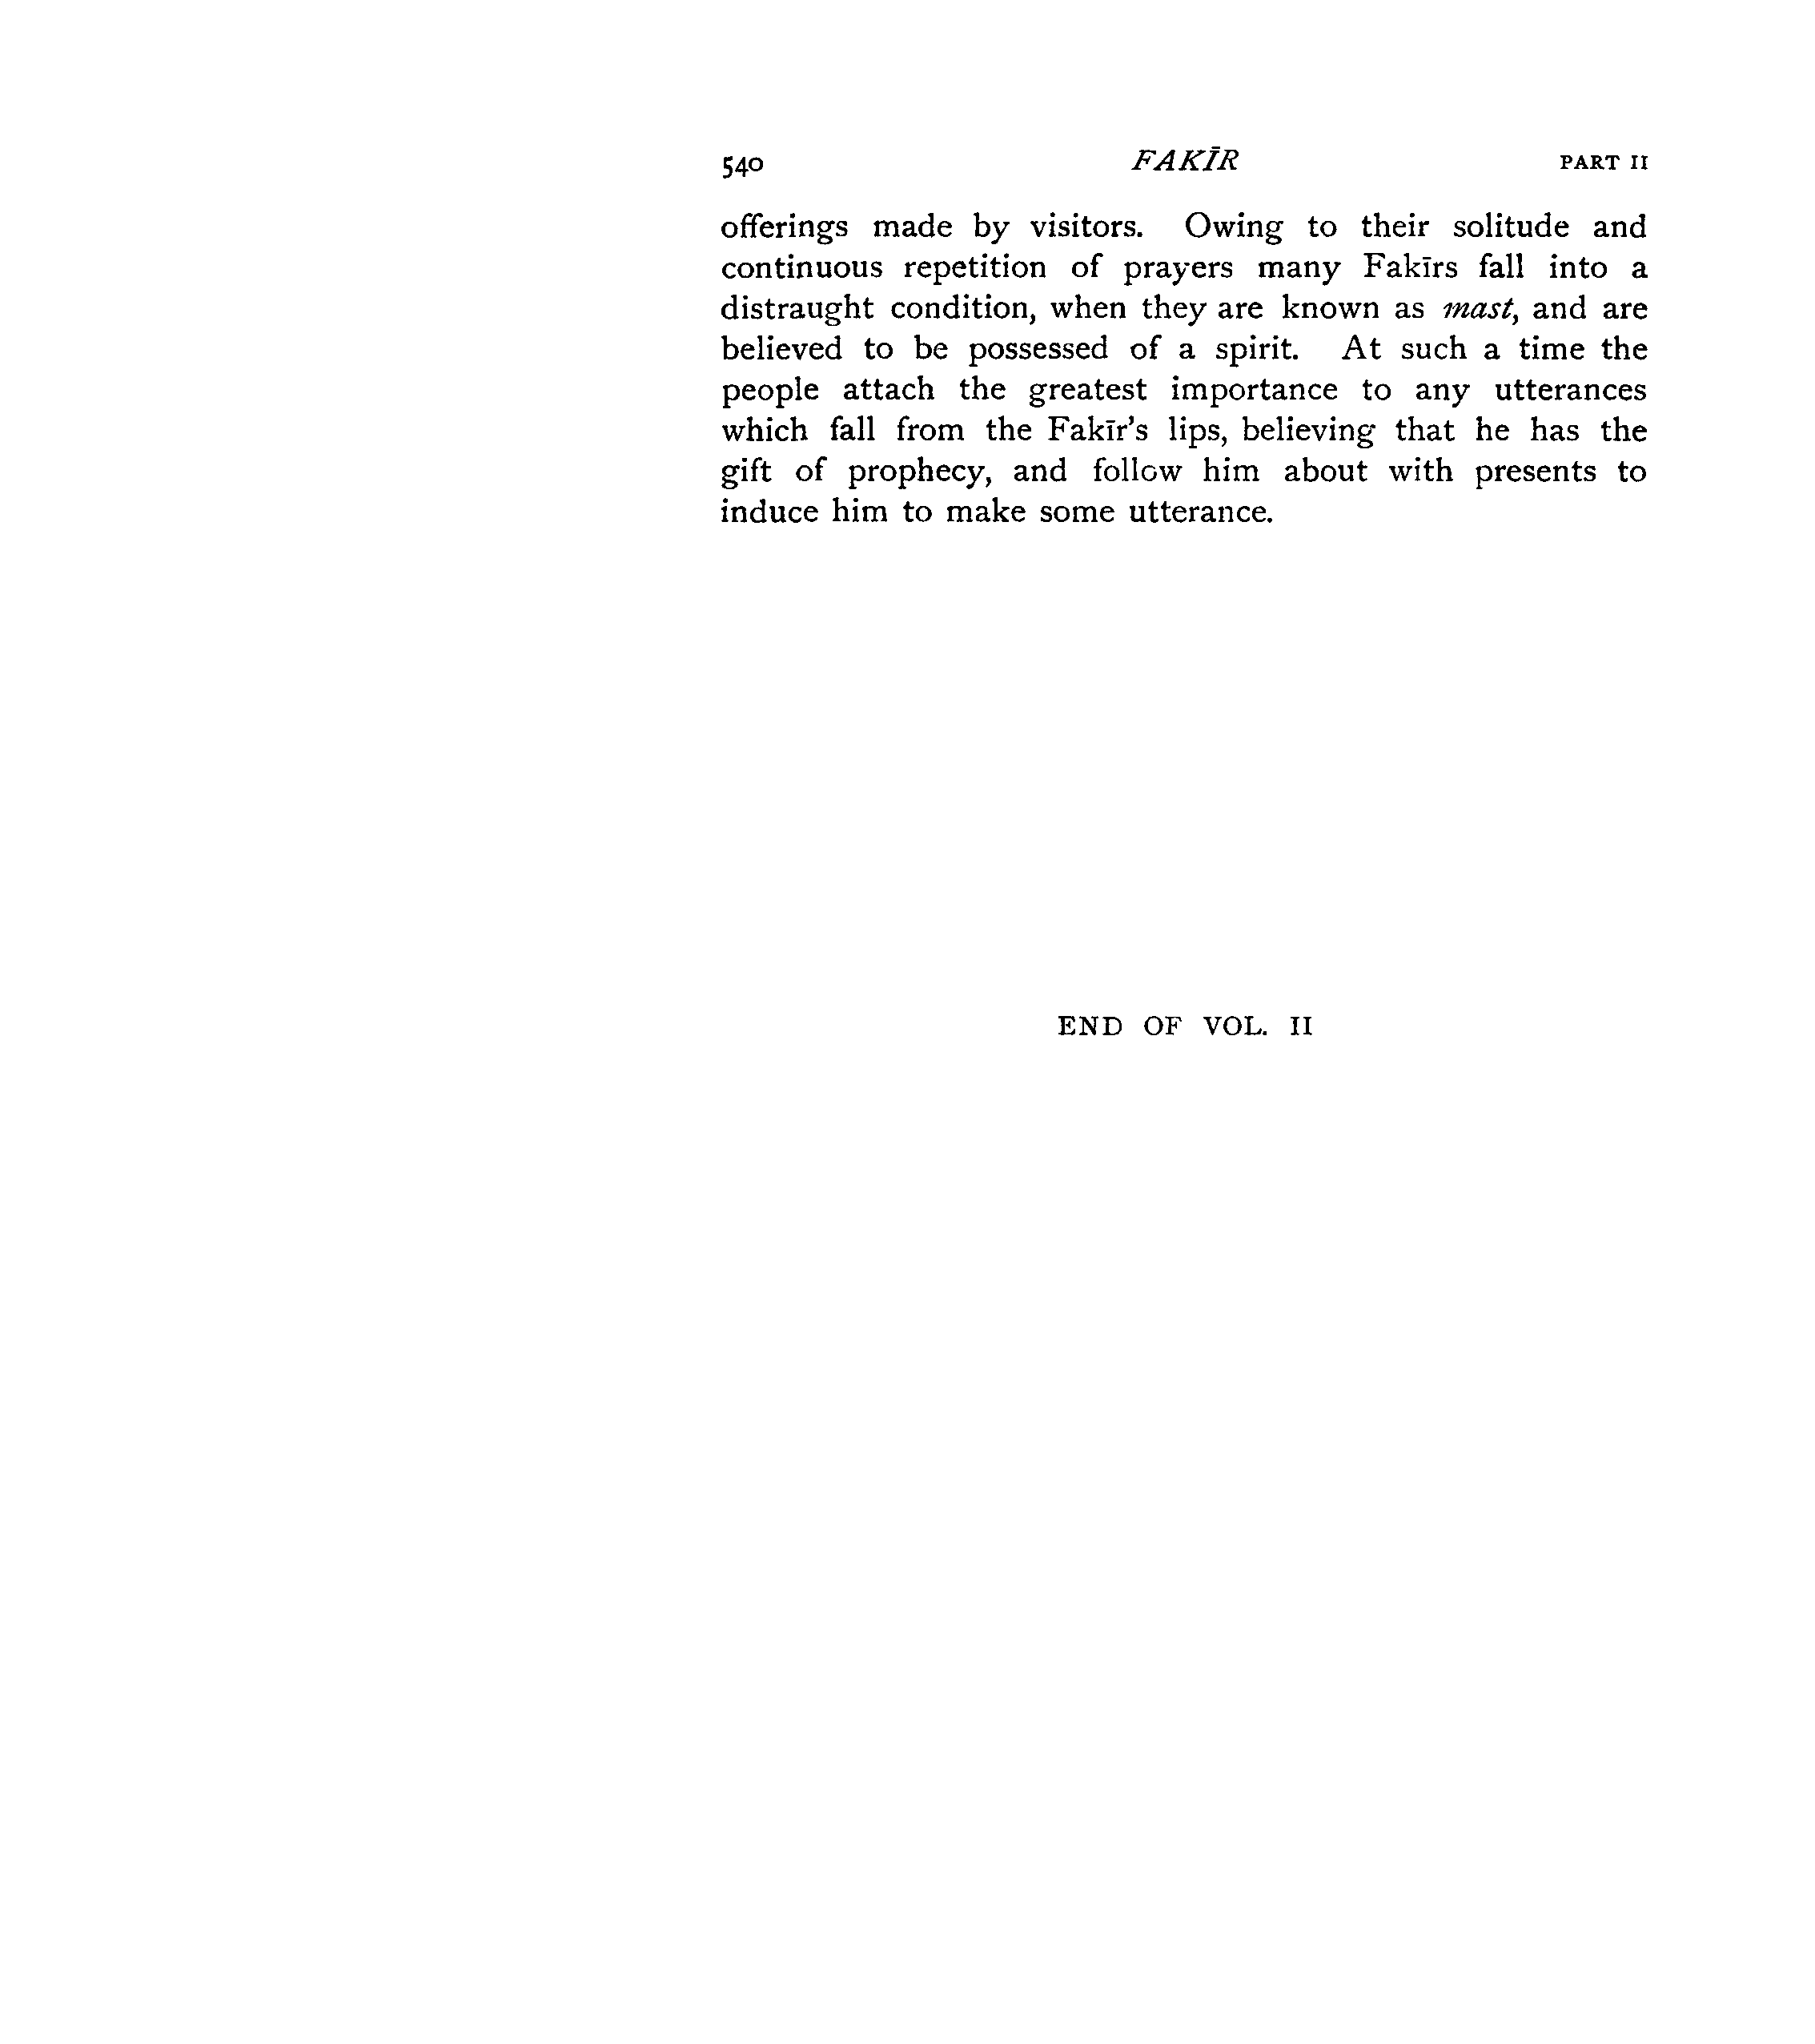 540 FAKĪR PART II
offerings made by visitors. Owing to their solitude and
continuous repetition of prayers many Fakīrs fall into a
distraught condition, when they are known as mast, and are
believed to be possessed of a spirit. At such a time the
people attach the greatest importance to any utterances
which fall from the Fakīr's lips, believing that he has the
gift of prophecy, and follow him about with presents to
induce him to make some utterance.
END OF VOL. II